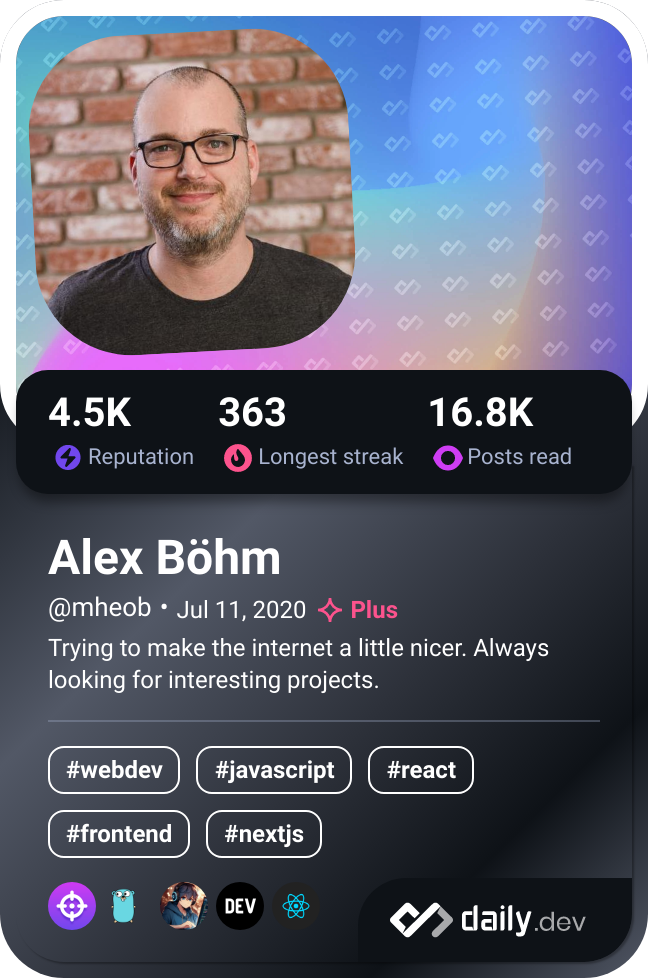 4.5K 363 16.8K
Reputation Longest streak Posts read
Alex Böhm
@mheob • Jul 11, 2020 Plus
Trying to make the internet a little nicer. Always
looking for interesting projects.
#webdev #javascript #react
#frontend #nextjs
DEV
daily.dev